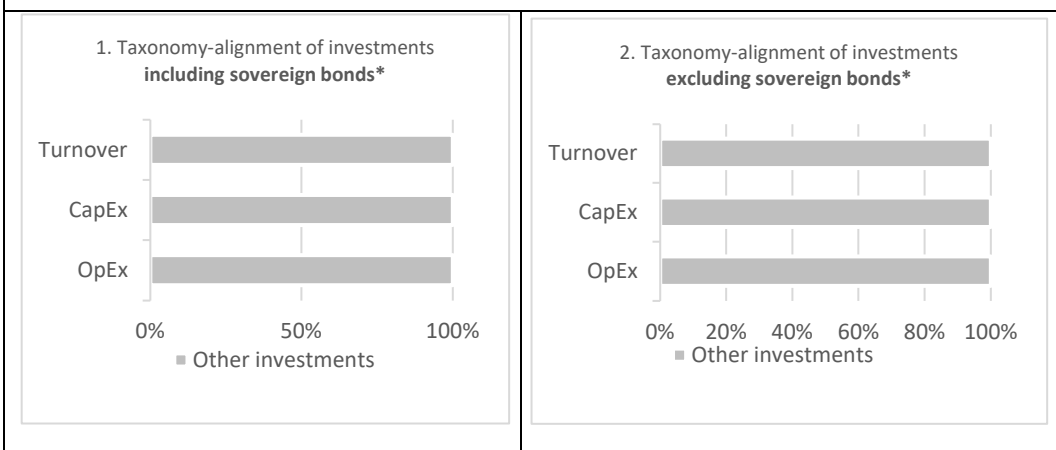 1. Taxonomy-alignment of investments
including sovereign bonds*
Turnover
CapEx
OpEx
0% 50% 100%
Other investments
2. Taxonomy-alignment of investments
excluding sovereign bonds*
Turnover
CapEx
OpEx
0% 20% 40% 60% 80% 100%
Other investments